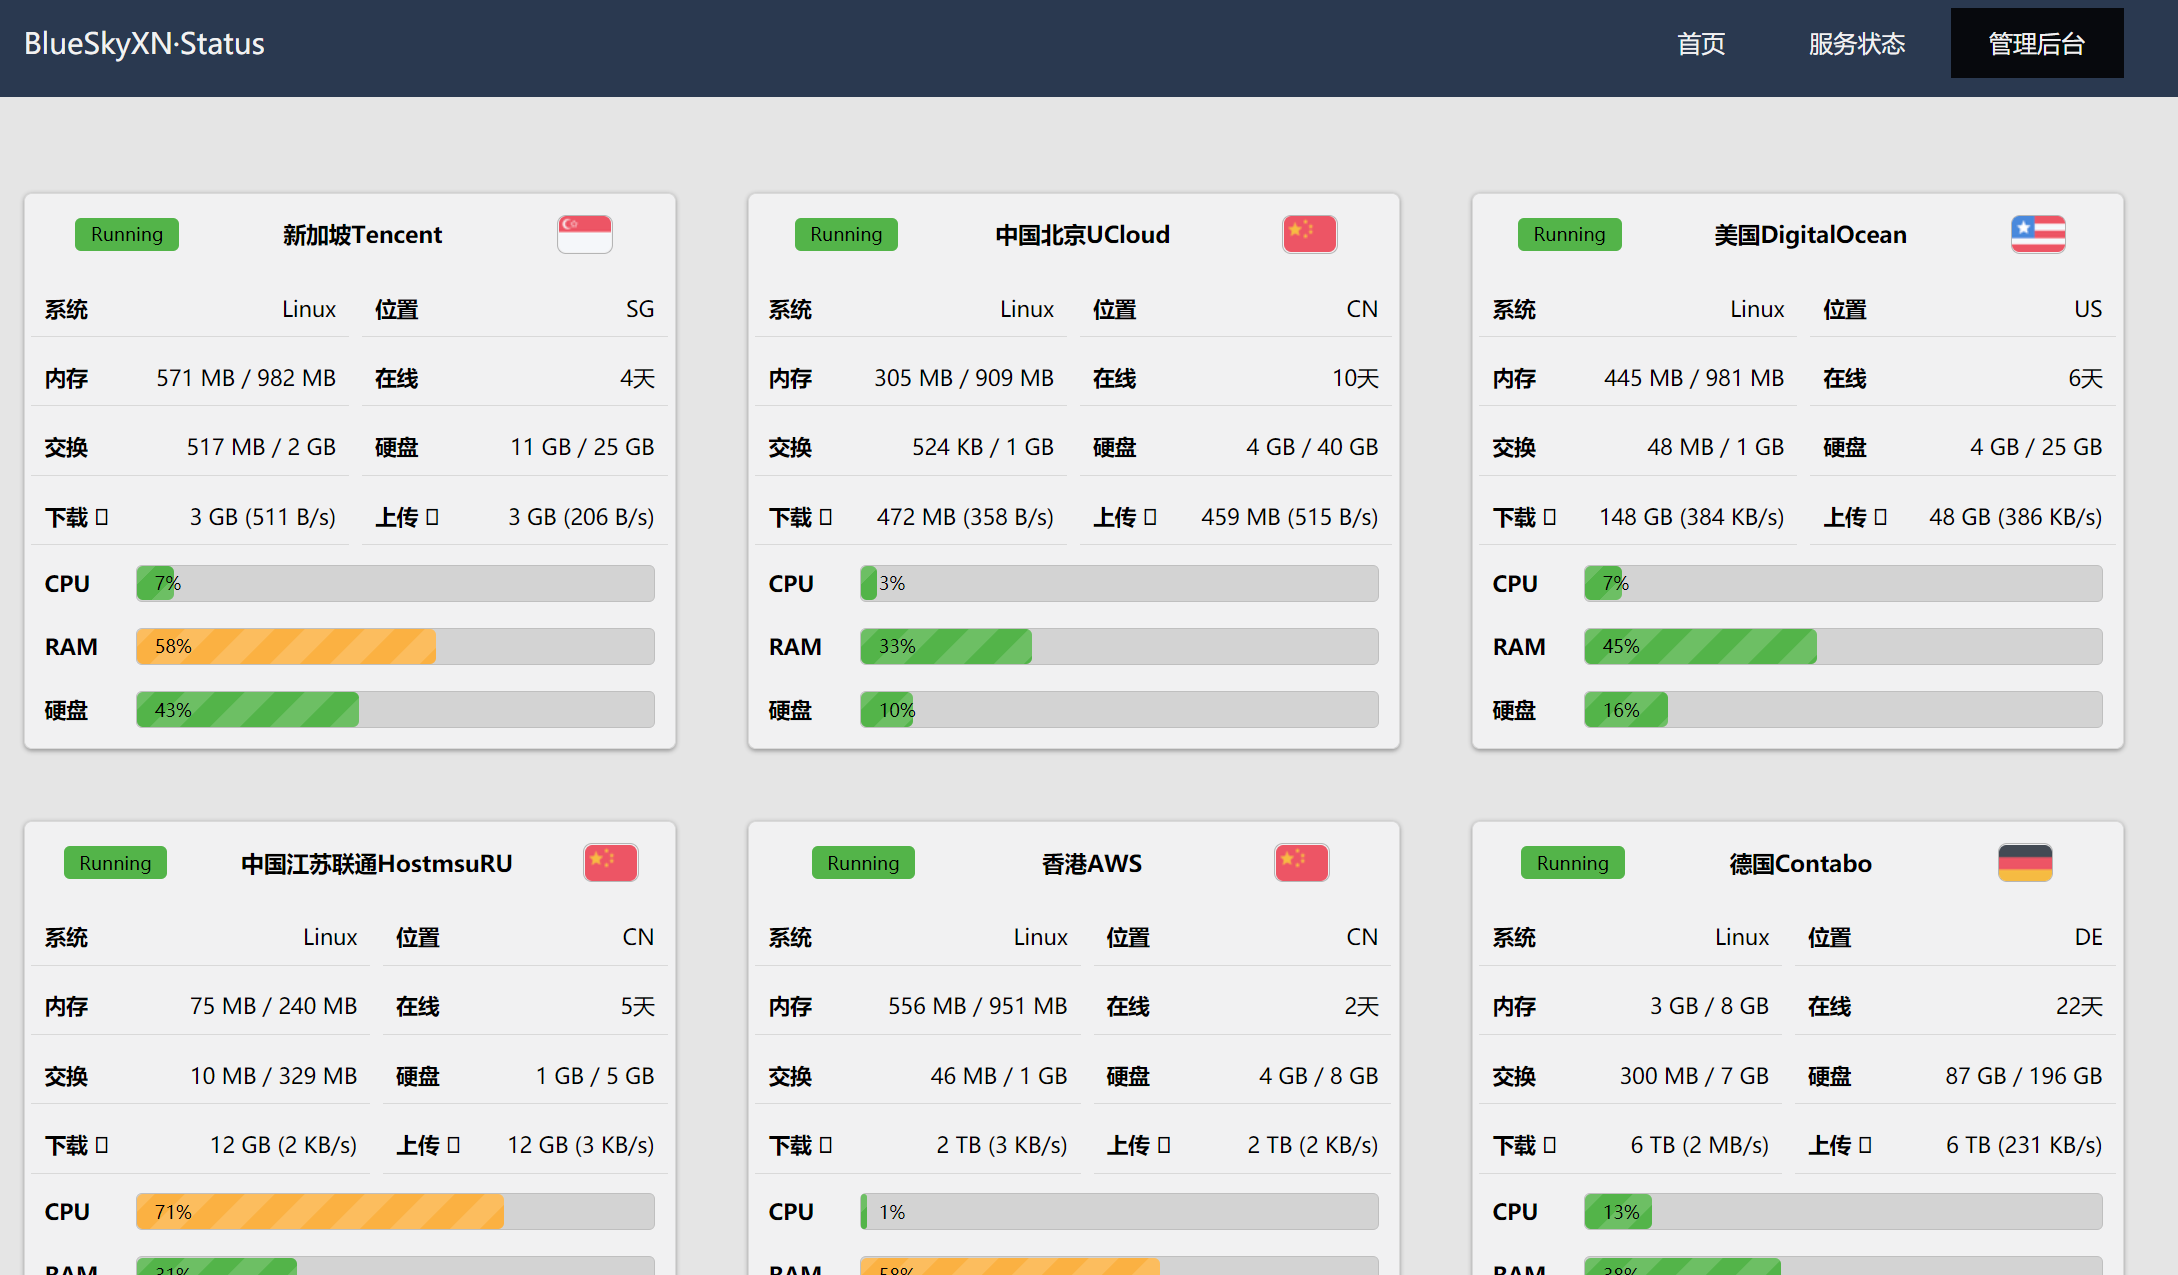 BlueSkyXN·Status 首页 服务状态 管理后台
Running 新加坡Tencent
系统 Linux 位置 SG
内存 571 MB / 982 MB 在线 4天
交换 517 MB / 2 GB 硬盘 11 GB / 25 GB
下载 3 GB (511 B/s) 上传 3 GB (206 B/s)
CPU 7%
RAM 58%
硬盘 43%
Running 中国北京UCloud
系统 Linux 位置 CN
内存 305 MB / 909 MB 在线 10天
交换 524 KB / 1 GB 硬盘 4 GB / 40 GB
下载 472 MB (358 B/s) 上传 459 MB (515 B/s)
CPU 3%
RAM 33%
硬盘 10%
Running 美国DigitalOcean
系统 Linux 位置 US
内存 445 MB / 981 MB 在线 6天
交换 48 MB / 1 GB 硬盘 4 GB / 25 GB
下载 148 GB (384 KB/s) 上传 48 GB (386 KB/s)
CPU 7%
RAM 45%
硬盘 16%
Running 中国江苏联通HostmsuRU
系统 Linux 位置 CN
内存 75 MB / 240 MB 在线 5天
交换 10 MB / 329 MB 硬盘 1 GB / 5 GB
下载 12 GB (2 KB/s) 上传 12 GB (3 KB/s)
CPU 71%
RAM 31%
Running 香港AWS
系统 Linux 位置 CN
内存 556 MB / 951 MB 在线 2天
交换 46 MB / 1 GB 硬盘 4 GB / 8 GB
下载 2 TB (3 KB/s) 上传 2 TB (2 KB/s)
CPU 1%
RAM 58%
Running 德国Contabo
系统 Linux 位置 DE
内存 3 GB / 8 GB 在线 22天
交换 300 MB / 7 GB 硬盘 87 GB / 196 GB
下载 6 TB (2 MB/s) 上传 6 TB (231 KB/s)
CPU 13%
RAM 38%